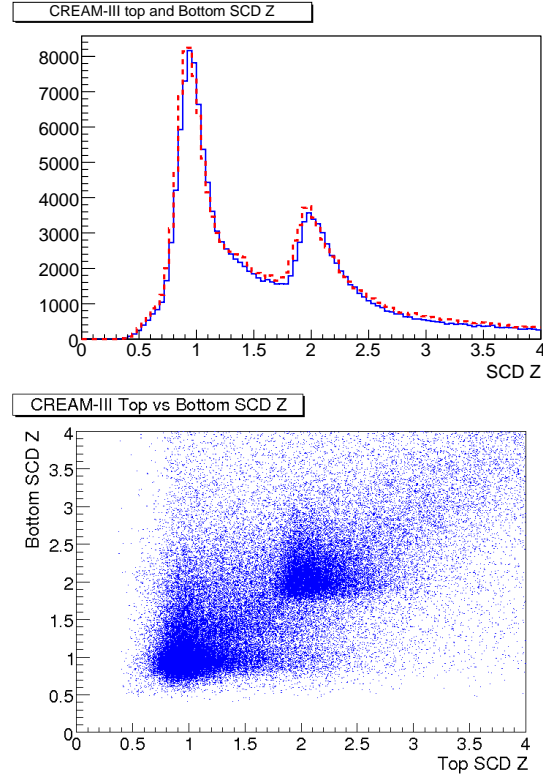 CREAM-III top and Bottom SCD Z
8000
7000
6000
5000
4000
3000
2000
1000
0
0 0.5 1 1.5 2 2.5 3 3.5 4
SCD Z
CREAM-III Top vs Bottom SCD Z
Bottom SCD Z
4
3.5
3
2.5
2
1.5
1
0.5
0
0 0.5 1 1.5 2 2.5 3 3.5 4
Top SCD Z